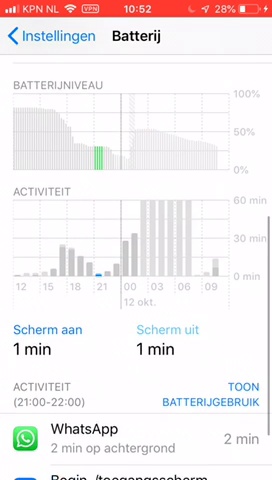 KPN NL VPN 10:52 28%
Instellingen Batterij
BATTERIJNIVEAU
100%
50%
0%
ACTIVITEIT
60 min
30 min
0 min
12 15 18 21 00 03 06 09
12 okt.
Scherm aan Scherm uit
1 min 1 min
ACTIVITEIT TOON
(21:00-22:00) BATTERIJGEBRUIK
WhatsApp
2 min op achtergrond 2 min
Begin-/toegangsscherm